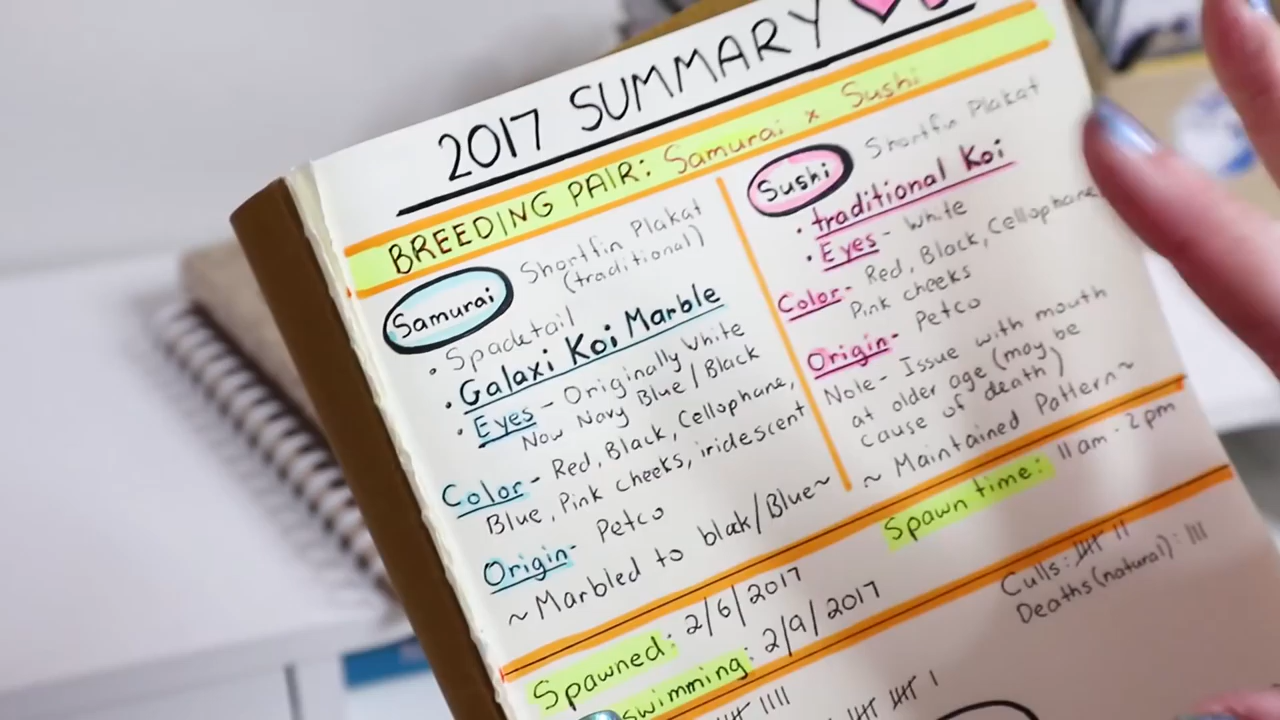 2017 SUMMARY
BREEDING PAIR: Samurai x Sushi
Samurai
Shortfin Plakat
(traditional)
• Spadetail
• Galaxi Koi Marble
• Eyes - Originally White
Now Navy Blue/Black
Color - Red, Black, Cellophane,
Blue, Pink cheeks, iridescent
Origin - Petco
~ Marbled to blak/Blue ~
Sushi
Shortfin Plakat
• traditional Koi
• Eyes - White
Color - Red, Black, Cellophane
Pink cheeks
Origin - Petco
Note - Issue with mouth
at older age (may be
cause of death)
~ Maintained Pattern ~
Spawn time: 11am - 2pm
Spawned: 2/6/2017
swimming: 2/9/2017
Culls: 
Deaths (natural):